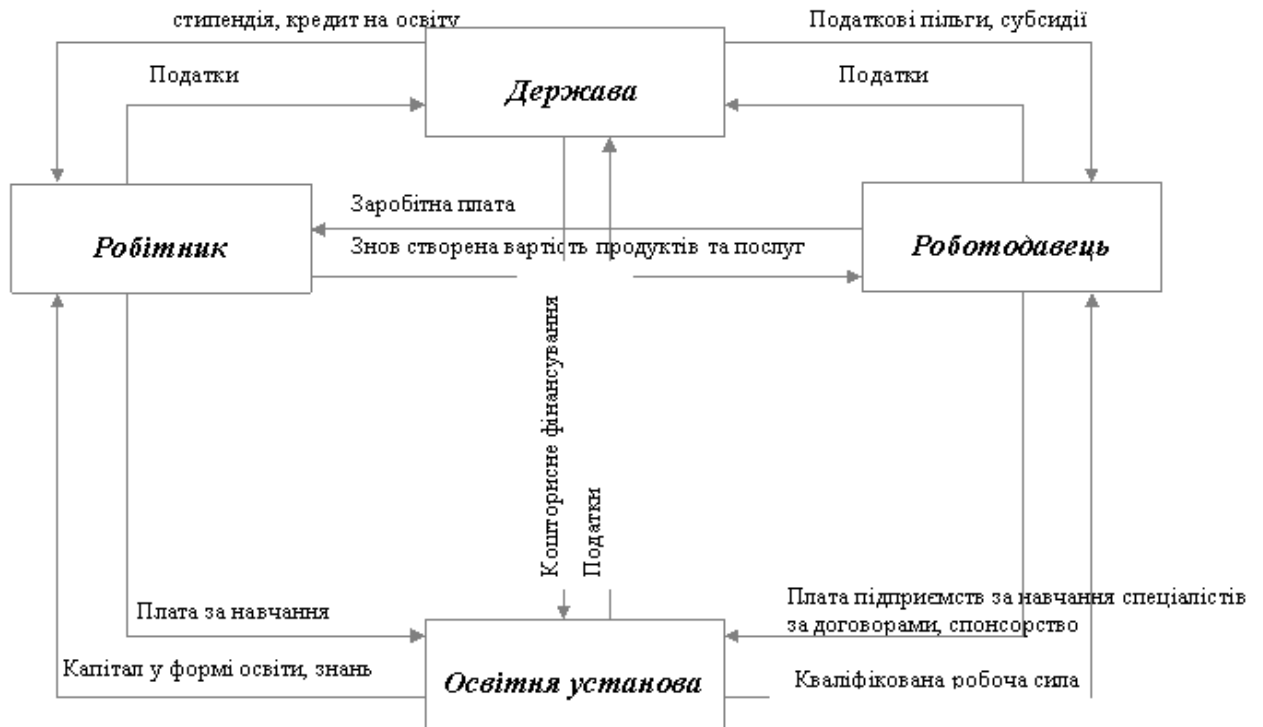 стипендія, кредит на освіту
Податкові пільги, субсидії
Податки
Держава
Податки
Заробітна плата
Робітник
Знов створена вартість продуктів та послуг
Роботодавець
Кошторисне фінансування
Податки
Плата за навчання
Плата підприємств за навчання спеціалістів
за договорами, спонсорство
Капітал у формі освіти, знань
Освітня установа
Кваліфікована робоча сила